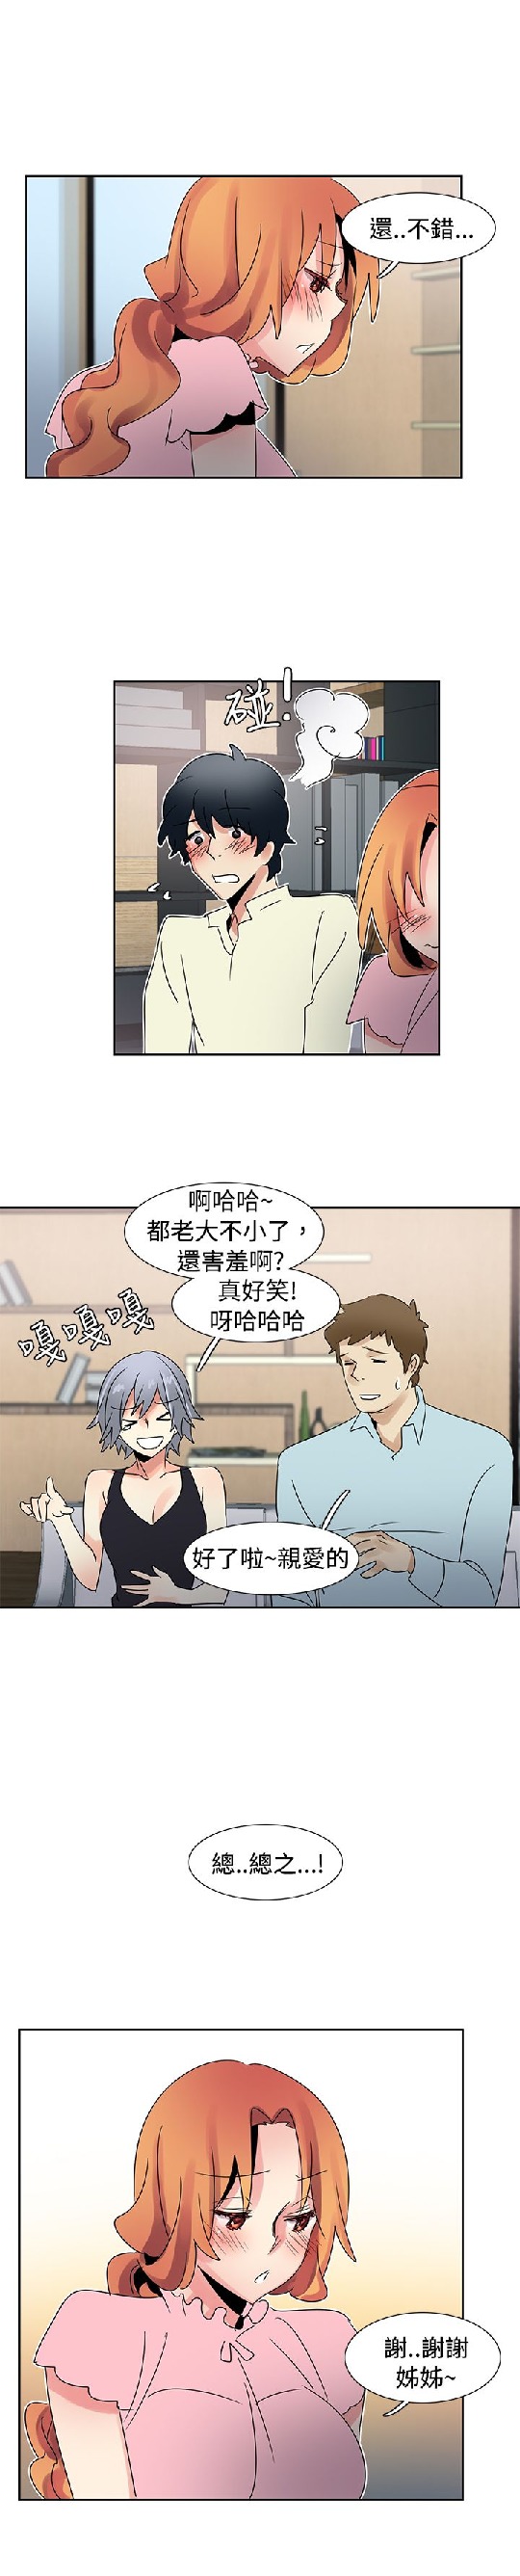 還..不錯...
碰!
啊哈哈~
都老大不小了，
還害羞啊?
真好笑!
呀哈哈哈
嘎嘎嘎
好了啦~親愛的
總..總之...!
謝..謝謝
姊姊~